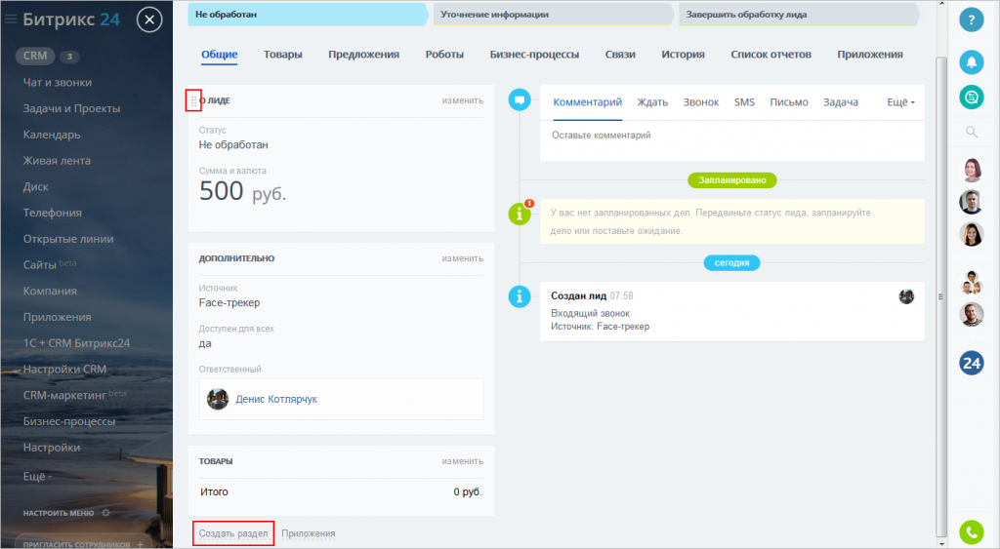 Битрикс 24
CRM 3
Чат и звонки
Задачи и Проекты
Календарь
Живая лента
Диск
Телефония
Открытые линии
Сайты beta
Компания
Приложения
1С + CRM Битрикс24
Настройки CRM
CRM-маркетинг beta
Бизнес-процессы
Настройки
Ещё -
НАСТРОИТЬ МЕНЮ
ПРИГЛАСИТЬ СОТРУДНИКОВ +
Не обработан
Уточнение информации
Завершить обработку лида
Общие Товары Предложения Роботы Бизнес-процессы Связи История Список отчетов Приложения
О ЛИДЕ изменить
Статус
Не обработан
Сумма и валюта
500 руб.
ДОПОЛНИТЕЛЬНО изменить
Источник
Face-трекер
Доступен для всех
да
Ответственный
Денис Котлярчук
ТОВАРЫ изменить
Итого 0 руб.
Создать раздел Приложения
Комментарий Ждать Звонок SMS Письмо Задача Ещё
Оставьте комментарий
Запланировано
1
У вас нет запланированных дел. Передвиньте статус лида, запланируйте
дело или поставьте ожидание.
сегодня
Создан лид 07:58
Входящий звонок
Источник: Face-трекер
?
24